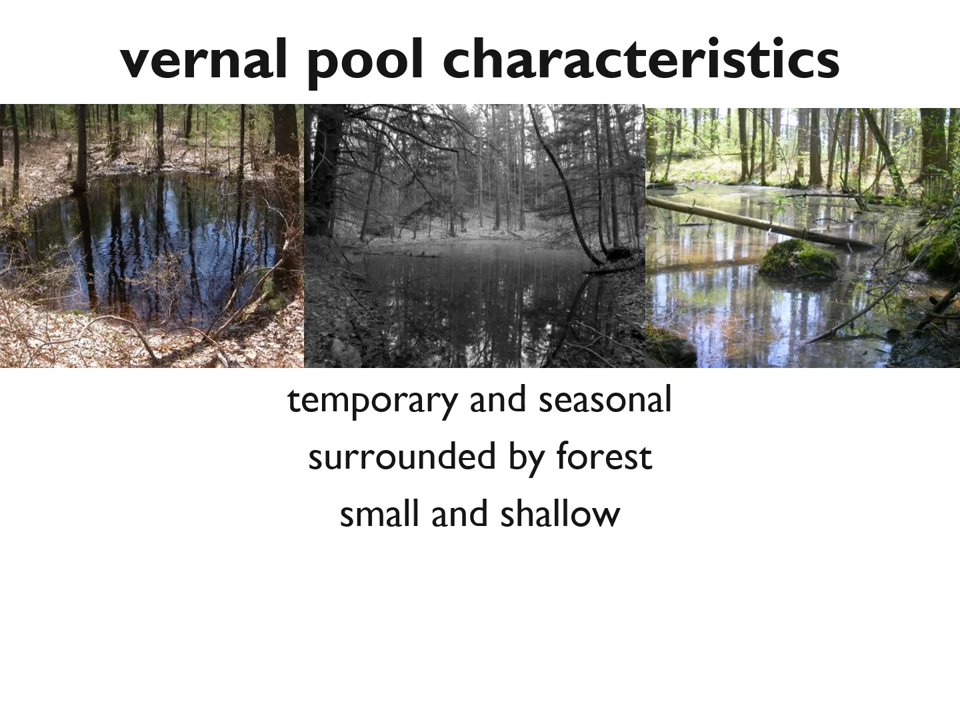 vernal pool characteristics
temporary and seasonal
surrounded by forest
small and shallow